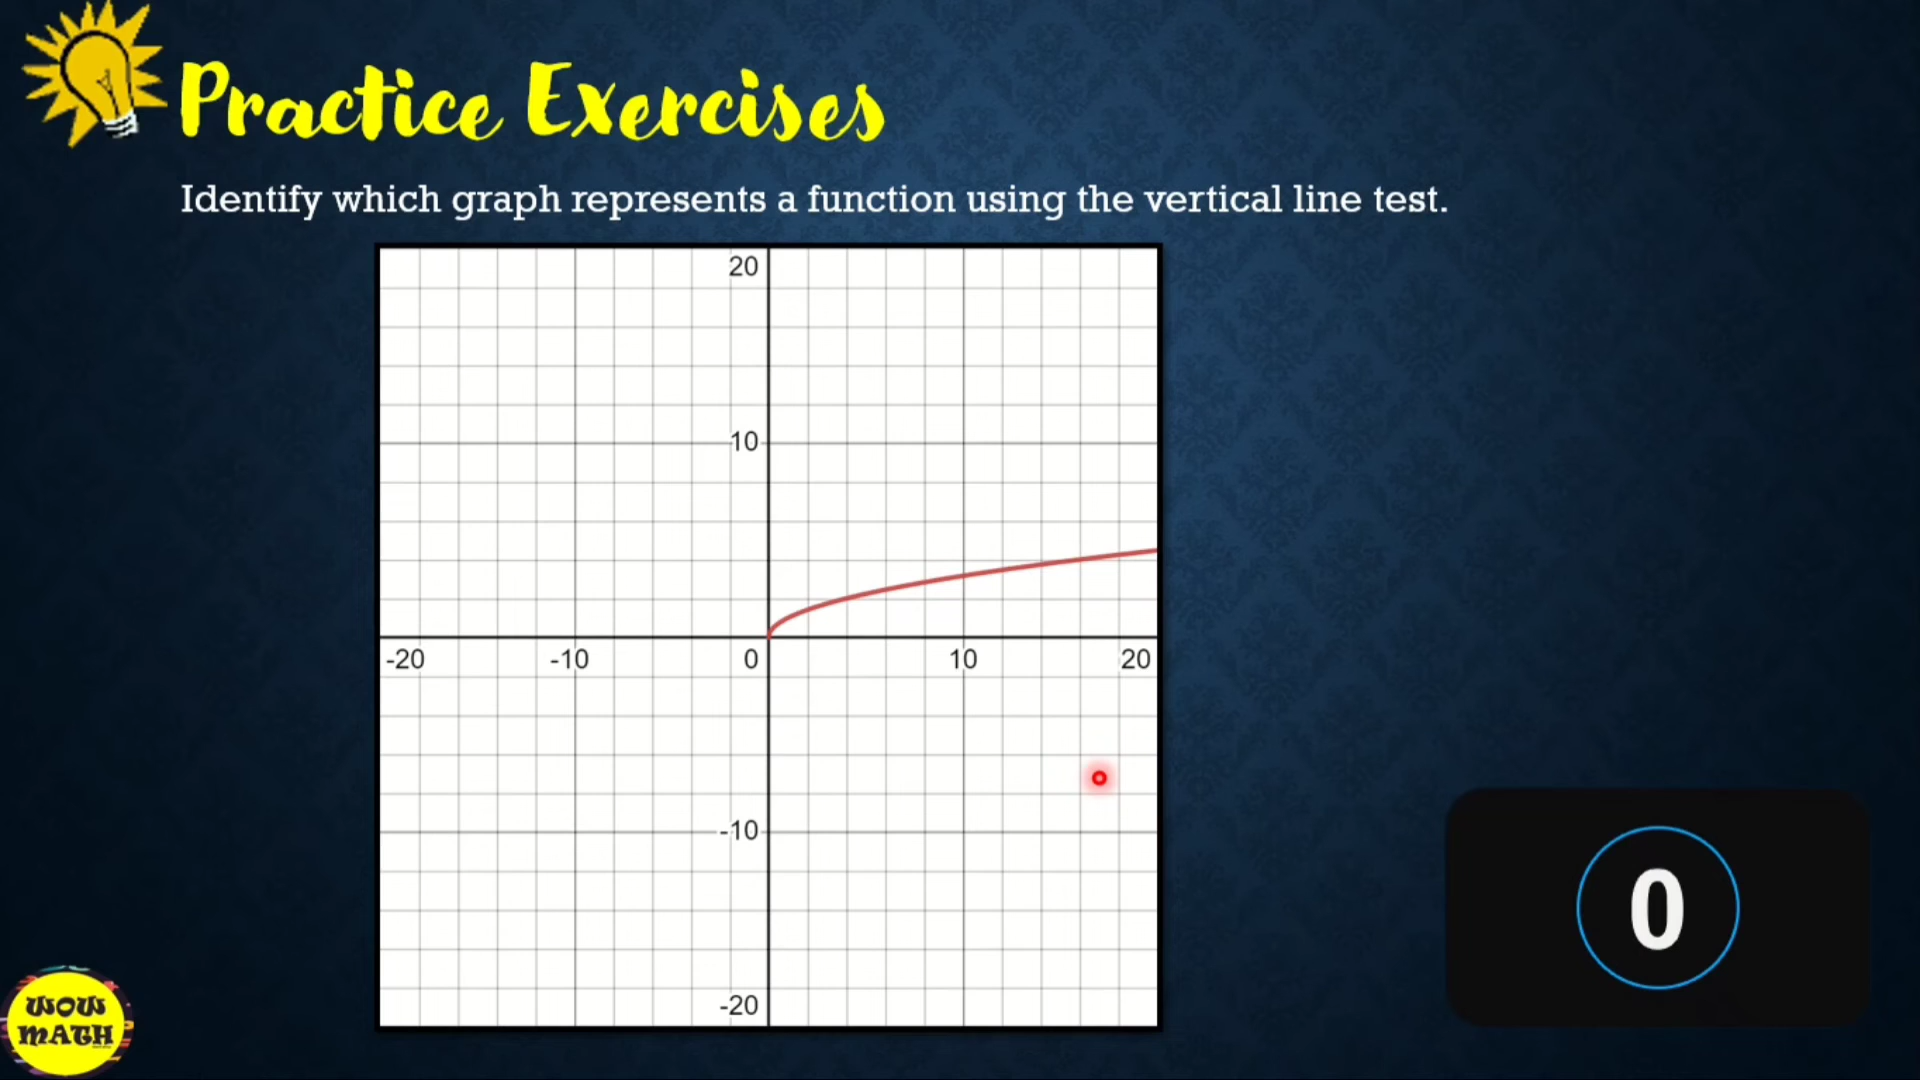 Practice Exercises
Identify which graph represents a function using the vertical line test.
20
10
-20 -10 0 10 20
-10
-20
0
WOW
MATH